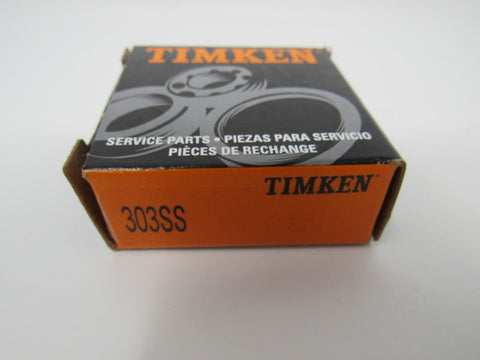 TIMKEN
SERVICE PARTS • PIEZAS PARA SERVICIO
PIÈCES DE RECHANGE
TIMKEN
303SS